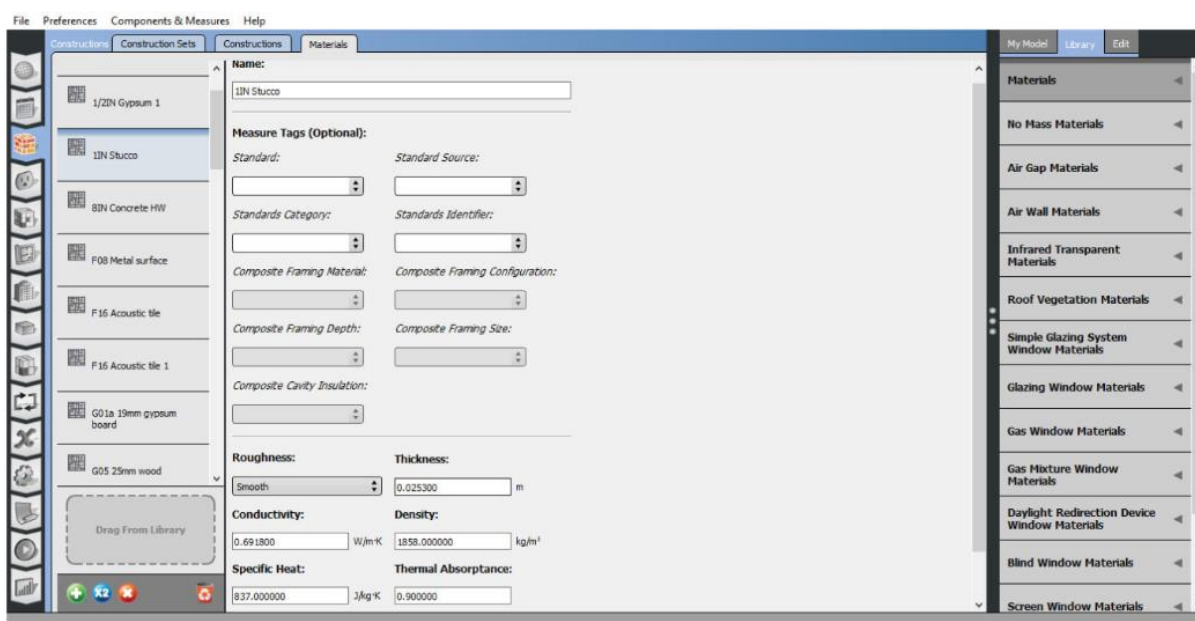 File Preferences Components & Measures Help
Constructions Construction Sets Constructions Materials
My Model Library Edit
1/2IN Gypsum 1
1IN Stucco
8IN Concrete HW
F08 Metal surface
F16 Acoustic tile
F16 Acoustic tile 1
G01a 19mm gypsum
board
G05 25mm wood
Drag From Library
x2
Name:
1IN Stucco
Measure Tags (Optional):
Standard: Standard Source:
Standards Category: Standards Identifier:
Composite Framing Material: Composite Framing Configuration:
Composite Framing Depth: Composite Framing Size:
Composite Cavity Insulation:
Roughness: Thickness:
Smooth 0.025300 m
Conductivity: Density:
0.691800 W/m·K 1858.000000 kg/m³
Specific Heat: Thermal Absorptance:
837.000000 J/kg·K 0.900000
Materials
No Mass Materials
Air Gap Materials
Air Wall Materials
Infrared Transparent
Materials
Roof Vegetation Materials
Simple Glazing System
Window Materials
Glazing Window Materials
Gas Window Materials
Gas Mixture Window
Materials
Daylight Redirection Device
Window Materials
Blind Window Materials
Screen Window Materials